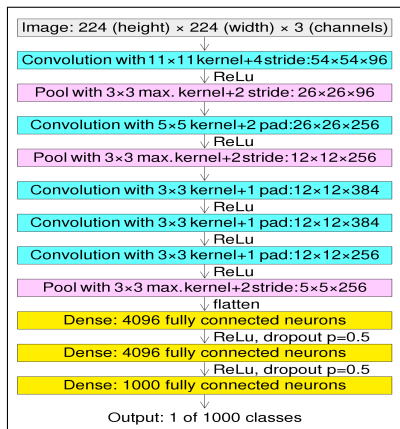 Image: 224 (height) × 224 (width) × 3 (channels)
Convolution with 11×11 kernel+4 stride:54×54×96
ReLu
Pool with 3×3 max. kernel+2 stride: 26×26×96
Convolution with 5×5 kernel+2 pad:26×26×256
ReLu
Pool with 3×3 max.kernel+2stride:12×12×256
Convolution with 3×3 kernel+1 pad:12×12×384
ReLu
Convolution with 3×3 kernel+1 pad:12×12×384
ReLu
Convolution with 3×3 kernel+1 pad:12×12×256
ReLu
Pool with 3×3 max.kernel+2stride:5×5×256
flatten
Dense: 4096 fully connected neurons
ReLu, dropout p=0.5
Dense: 4096 fully connected neurons
ReLu, dropout p=0.5
Dense: 1000 fully connected neurons
Output: 1 of 1000 classes